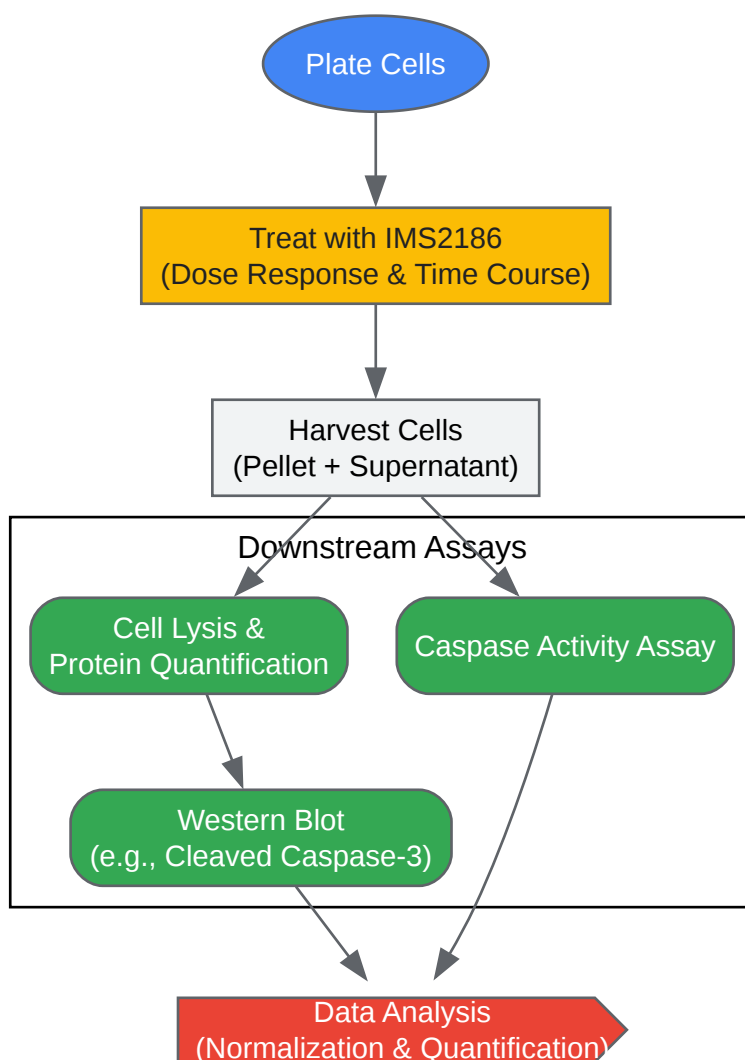 Plate Cells
Treat with IMS2186
(Dose Response & Time Course)
Harvest Cells
(Pellet + Supernatant)
Downstream Assays
Cell Lysis &
Protein Quantification
Caspase Activity Assay
Western Blot
(e.g., Cleaved Caspase-3)
Data Analysis
(Normalization & Quantification)